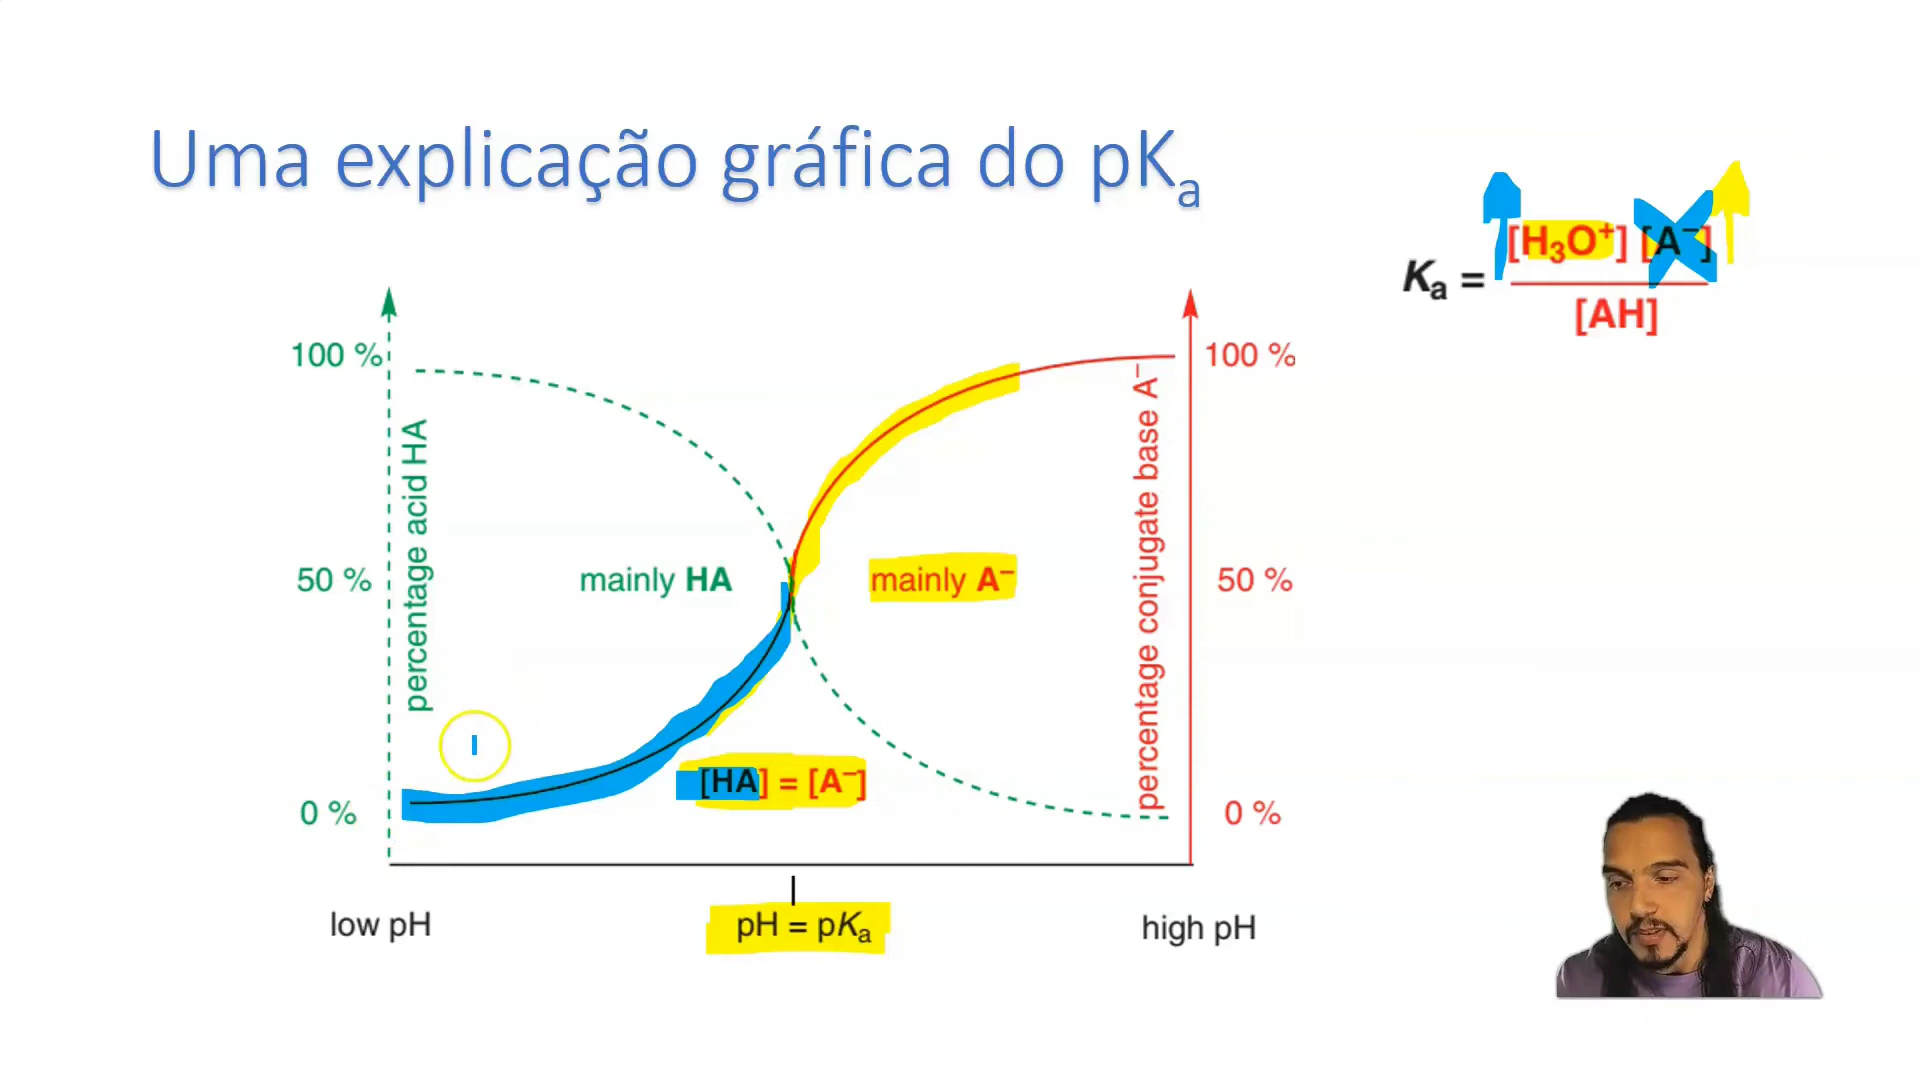 Uma explicação gráfica do pKₐ
Kₐ = [H₃O⁺] [A⁻]
[AH]
100 %
100 %
percentage acid HA
percentage conjugate base A⁻
50 %
mainly HA
mainly A⁻
50 %
[HA] = [A⁻]
0 %
0 %
low pH
pH = pKₐ
high pH